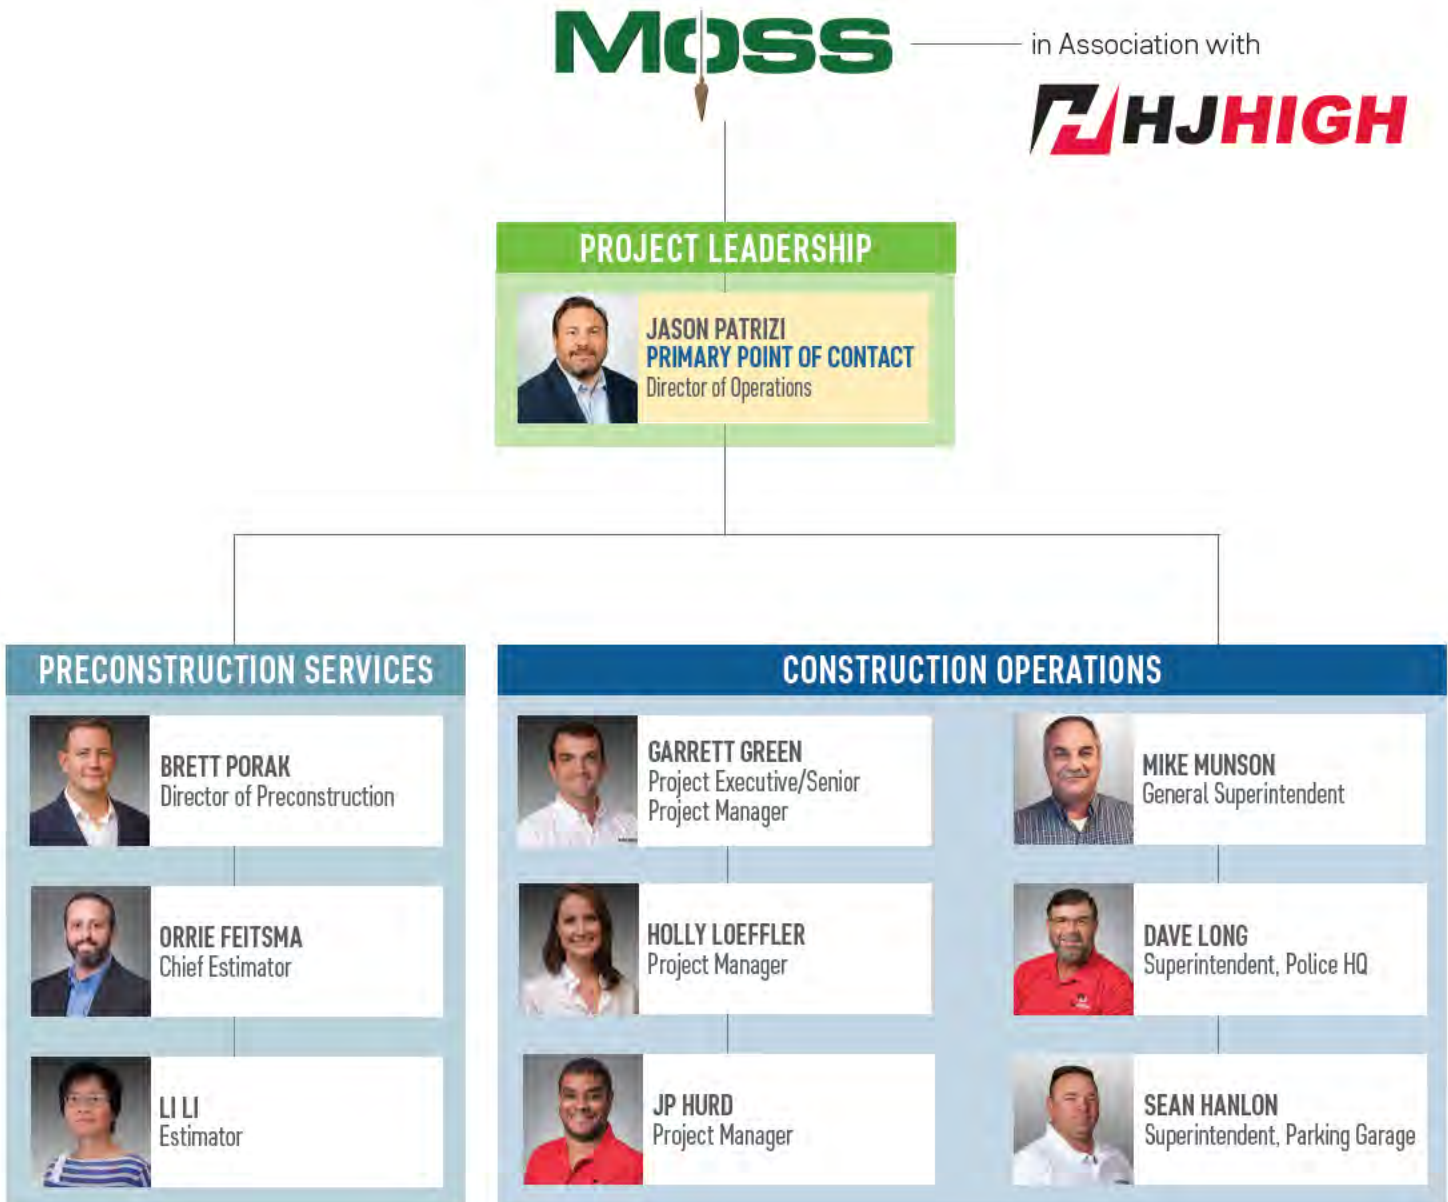 MOSS
in Association with
HJHIGH
PROJECT LEADERSHIP
JASON PATRIZI
PRIMARY POINT OF CONTACT
Director of Operations
PRECONSTRUCTION SERVICES
BRETT PORAK
Director of Preconstruction
ORRIE FEITSMA
Chief Estimator
LI LI
Estimator
CONSTRUCTION OPERATIONS
GARRETT GREEN
Project Executive/Senior
Project Manager
HOLLY LOEFFLER
Project Manager
JP HURD
Project Manager
MIKE MUNSON
General Superintendent
DAVE LONG
Superintendent, Police HQ
SEAN HANLON
Superintendent, Parking Garage